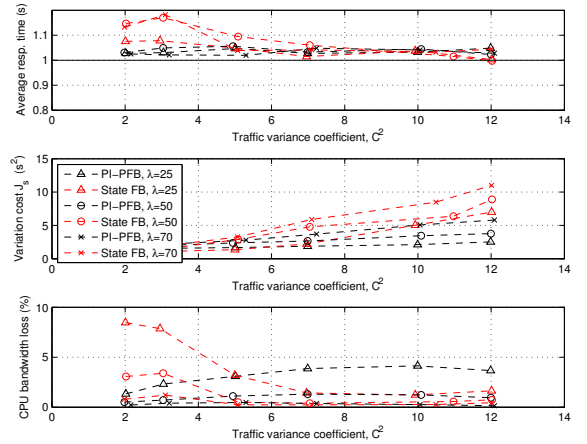 Average resp. time (s)
1.1
1
0.9
0.8
0 2 4 6 8 10 12 14
Traffic variance coefficient, C²
Variation cost Jₛ (s²)
15
10
5
0
PI−PFB, λ=25
State FB, λ=25
PI−PFB, λ=50
State FB, λ=50
PI−PFB, λ=70
State FB, λ=70
0 2 4 6 8 10 12 14
Traffic variance coefficient, C²
CPU bandwidth loss (%)
10
5
0
0 2 4 6 8 10 12 14
Traffic variance coefficient, C²